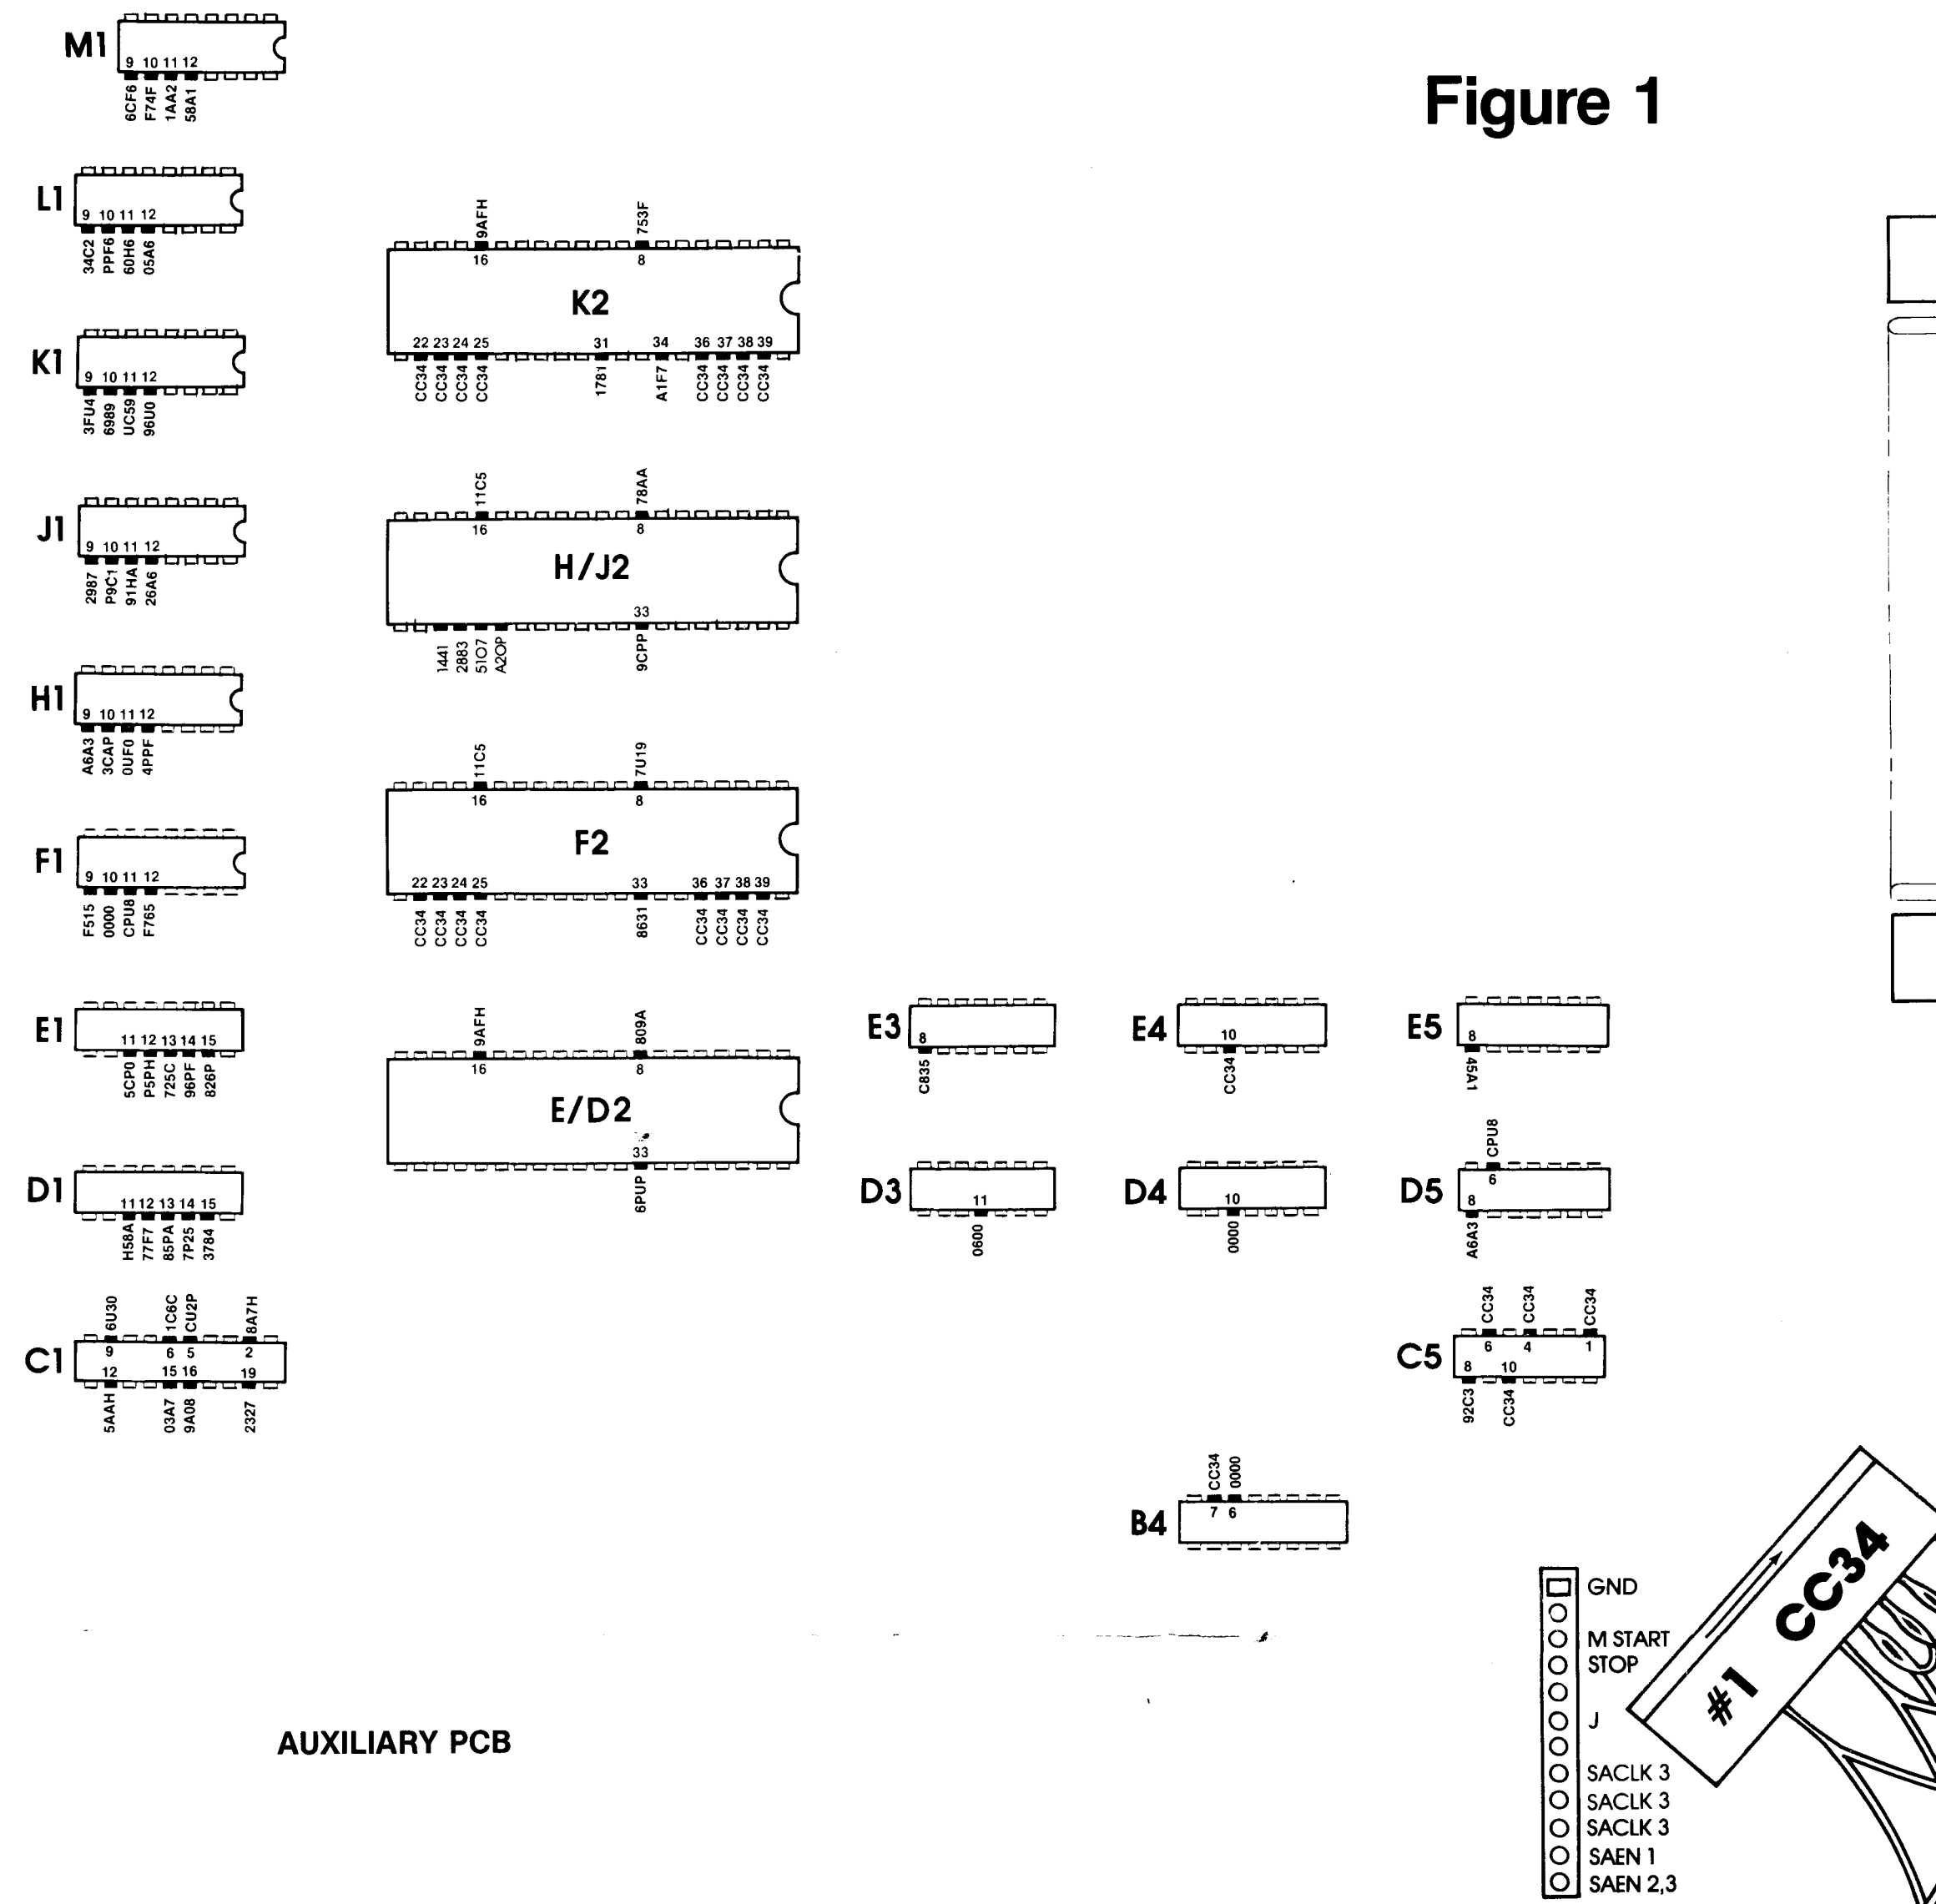 Figure 1
M1
9 10 11 12
6CF6 F74F 1AA2 58A1
L1
9 10 11 12
34C2 PPF6 60H6 05A6
K1
9 10 11 12
3FU4 6989 UC59 96U0
J1
9 10 11 12
2987 P9C1 91HA 26A6
H1
9 10 11 12
A6A3 3CAP 0UF0 4PPF
F1
9 10 11 12
F515 0000 CPU8 F765
E1
11 12 13 14 15
5CP0 P5PH 725C 96PF 826P
D1
11 12 13 14 15
H58A 77F7 85PA 7P25 3784
6U30 1C6C CU2P 8A7H
9 6 5 2
C1
12 15 16 19
5AAH 03A7 9A08 2327
9AFH 753F
16 8
K2
22 23 24 25 31 34 36 37 38 39
CC34 CC34 CC34 CC34 1781 A1F7 CC34 CC34 CC34 CC34
11C5 78AA
16 8
H/J2
33
1441 2883 51O7 A2OP 9CPP
11C5 7U19
16 8
F2
22 23 24 25 33 36 37 38 39
CC34 CC34 CC34 CC34 8631 CC34 CC34 CC34 CC34
9AFH 809A
16 8
E/D2
33
6PUP
E3
8
C835
E4
10
CC34
E5
8
45A1
D3
11
0600
D4
10
0000
CPU8
6
D5
8
A6A3
CC34 CC34 CC34
6 4 1
C5
8 10
92C3 CC34
CC34 0000
7 6
B4
GND
M START
STOP
J
SACLK 3
SACLK 3
SACLK 3
SAEN 1
SAEN 2,3
#1 CC34
AUXILIARY PCB